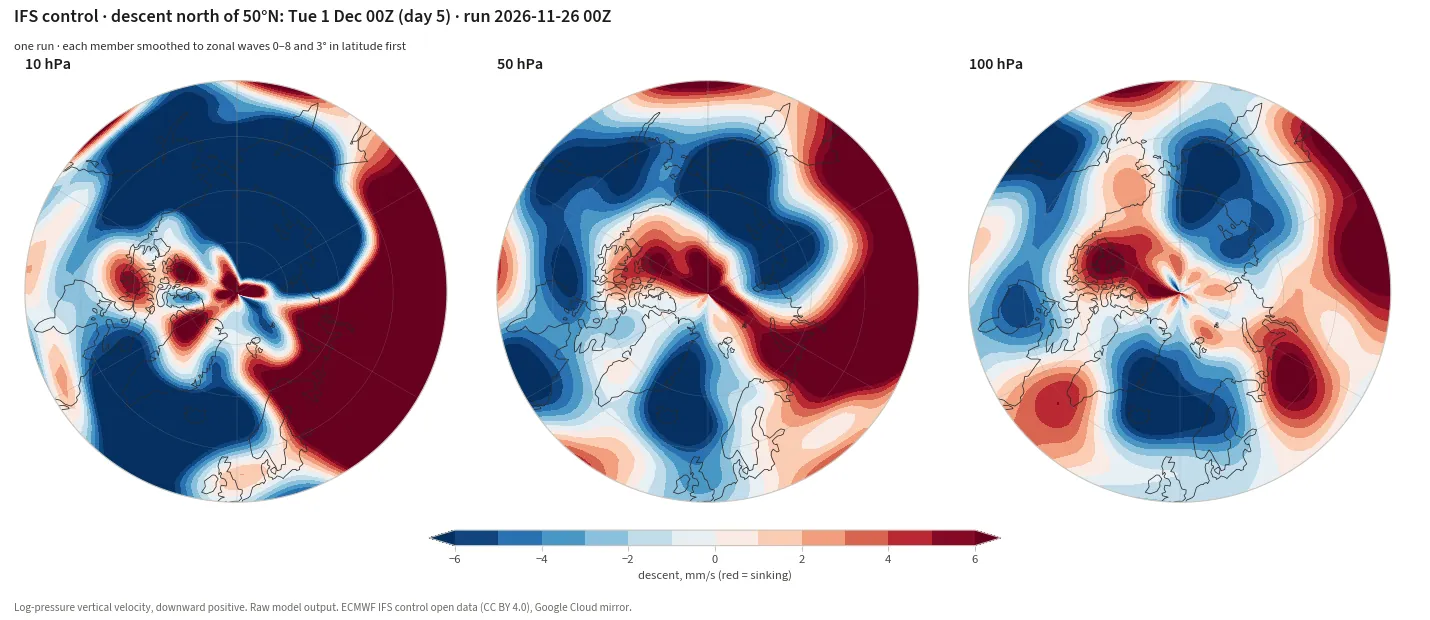 IFS control · descent north of 50°N: Tue 1 Dec 00Z (day 5) · run 2026-11-26 00Z
one run · each member smoothed to zonal waves 0–8 and 3° in latitude first
10 hPa
50 hPa
100 hPa
−6
−4
−2
0
2
4
6
descent, mm/s (red = sinking)
Log-pressure vertical velocity, downward positive. Raw model output. ECMWF IFS control open data (CC BY 4.0), Google Cloud mirror.